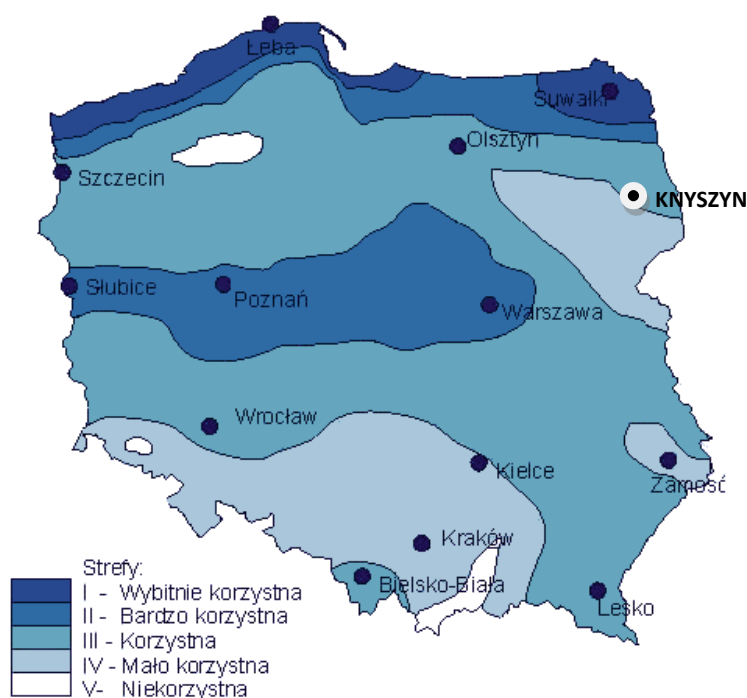 Łeba
Suwałki
Olsztyn
Szczecin
KNYSZYN
Słubice
Poznań
Warszawa
Wrocław
Kielce
Zamość
Kraków
Bielsko-Biała
Lesko
Strefy:
I - Wybitnie korzystna
II - Bardzo korzystna
III - Korzystna
IV - Mało korzystna
V- Niekorzystna